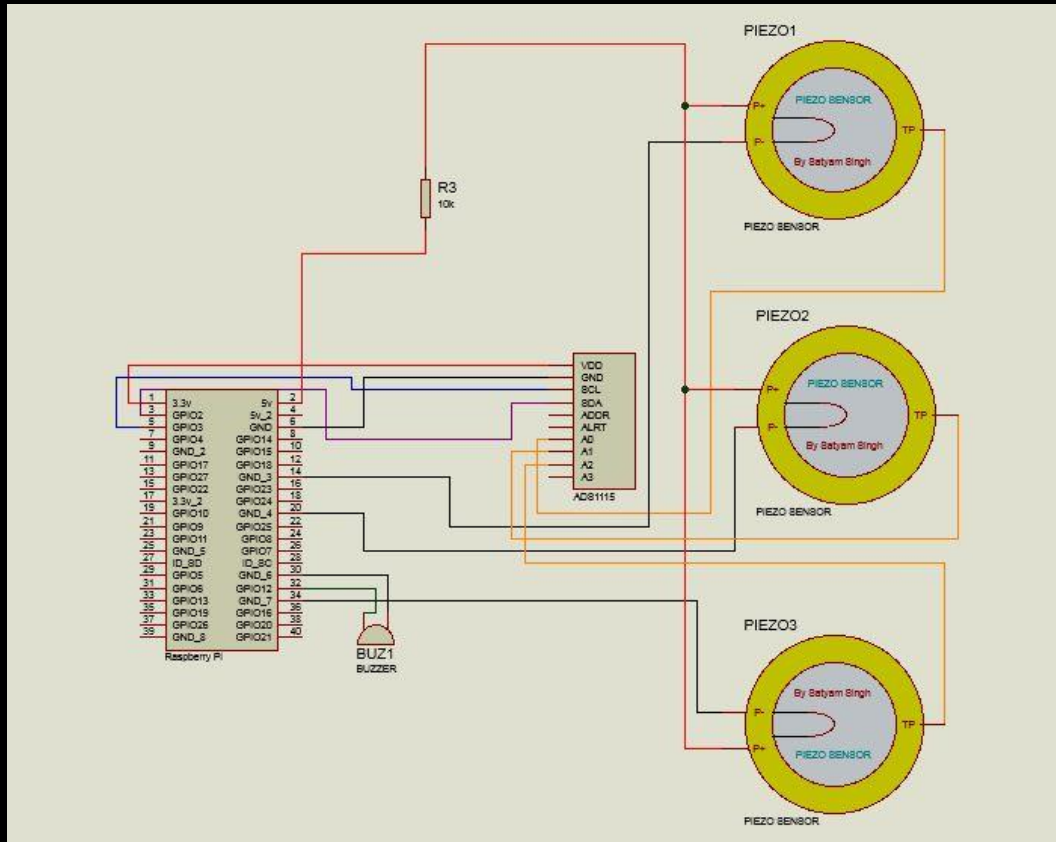 PIEZO1
PIEZO SENSOR
P+
P-
TP
By Satyam Singh
PIEZO SENSOR
R3
10k
PIEZO2
PIEZO SENSOR
P+
P-
TP
By Satyam Singh
PIEZO SENSOR
VDD
GND
SCL
SDA
ADDR
ALRT
A0
A1
A2
A3
ADS1115
1 3.3v 5v 2
3 GPIO2 5v_2 4
5 GPIO3 GND 6
7 GPIO4 GPIO14 8
9 GND_2 GPIO15 10
11 GPIO17 GPIO18 12
13 GPIO27 GND_3 14
15 GPIO22 GPIO23 16
17 3.3v_2 GPIO24 18
19 GPIO10 GND_4 20
21 GPIO9 GPIO25 22
23 GPIO11 GPIO8 24
25 GND_5 GPIO7 26
27 ID_SD ID_SC 28
29 GPIO5 GND_6 30
31 GPIO6 GPIO12 32
33 GPIO13 GND_7 34
35 GPIO19 GPIO16 36
37 GPIO26 GPIO20 38
39 GND_8 GPIO21 40
Raspberry Pi
BUZ1
BUZZER
PIEZO3
By Satyam Singh
P-
TP
P+
PIEZO SENSOR
PIEZO SENSOR